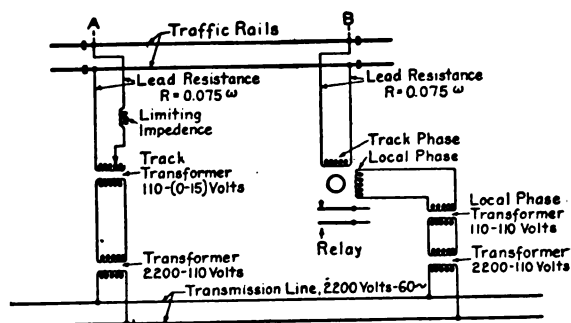 A
B
Traffic Rails
Lead Resistance
R = 0.075 ω
Lead Resistance
R = 0.075 ω
Limiting
Impedence
Track Phase
Local Phase
Track
Transformer
110-(0-15) Volts
Local Phase
Transformer
110-110 Volts
Relay
Transformer
2200-110 Volts
Transformer
2200-110 Volts
Transmission Line, 2200 Volts-60~